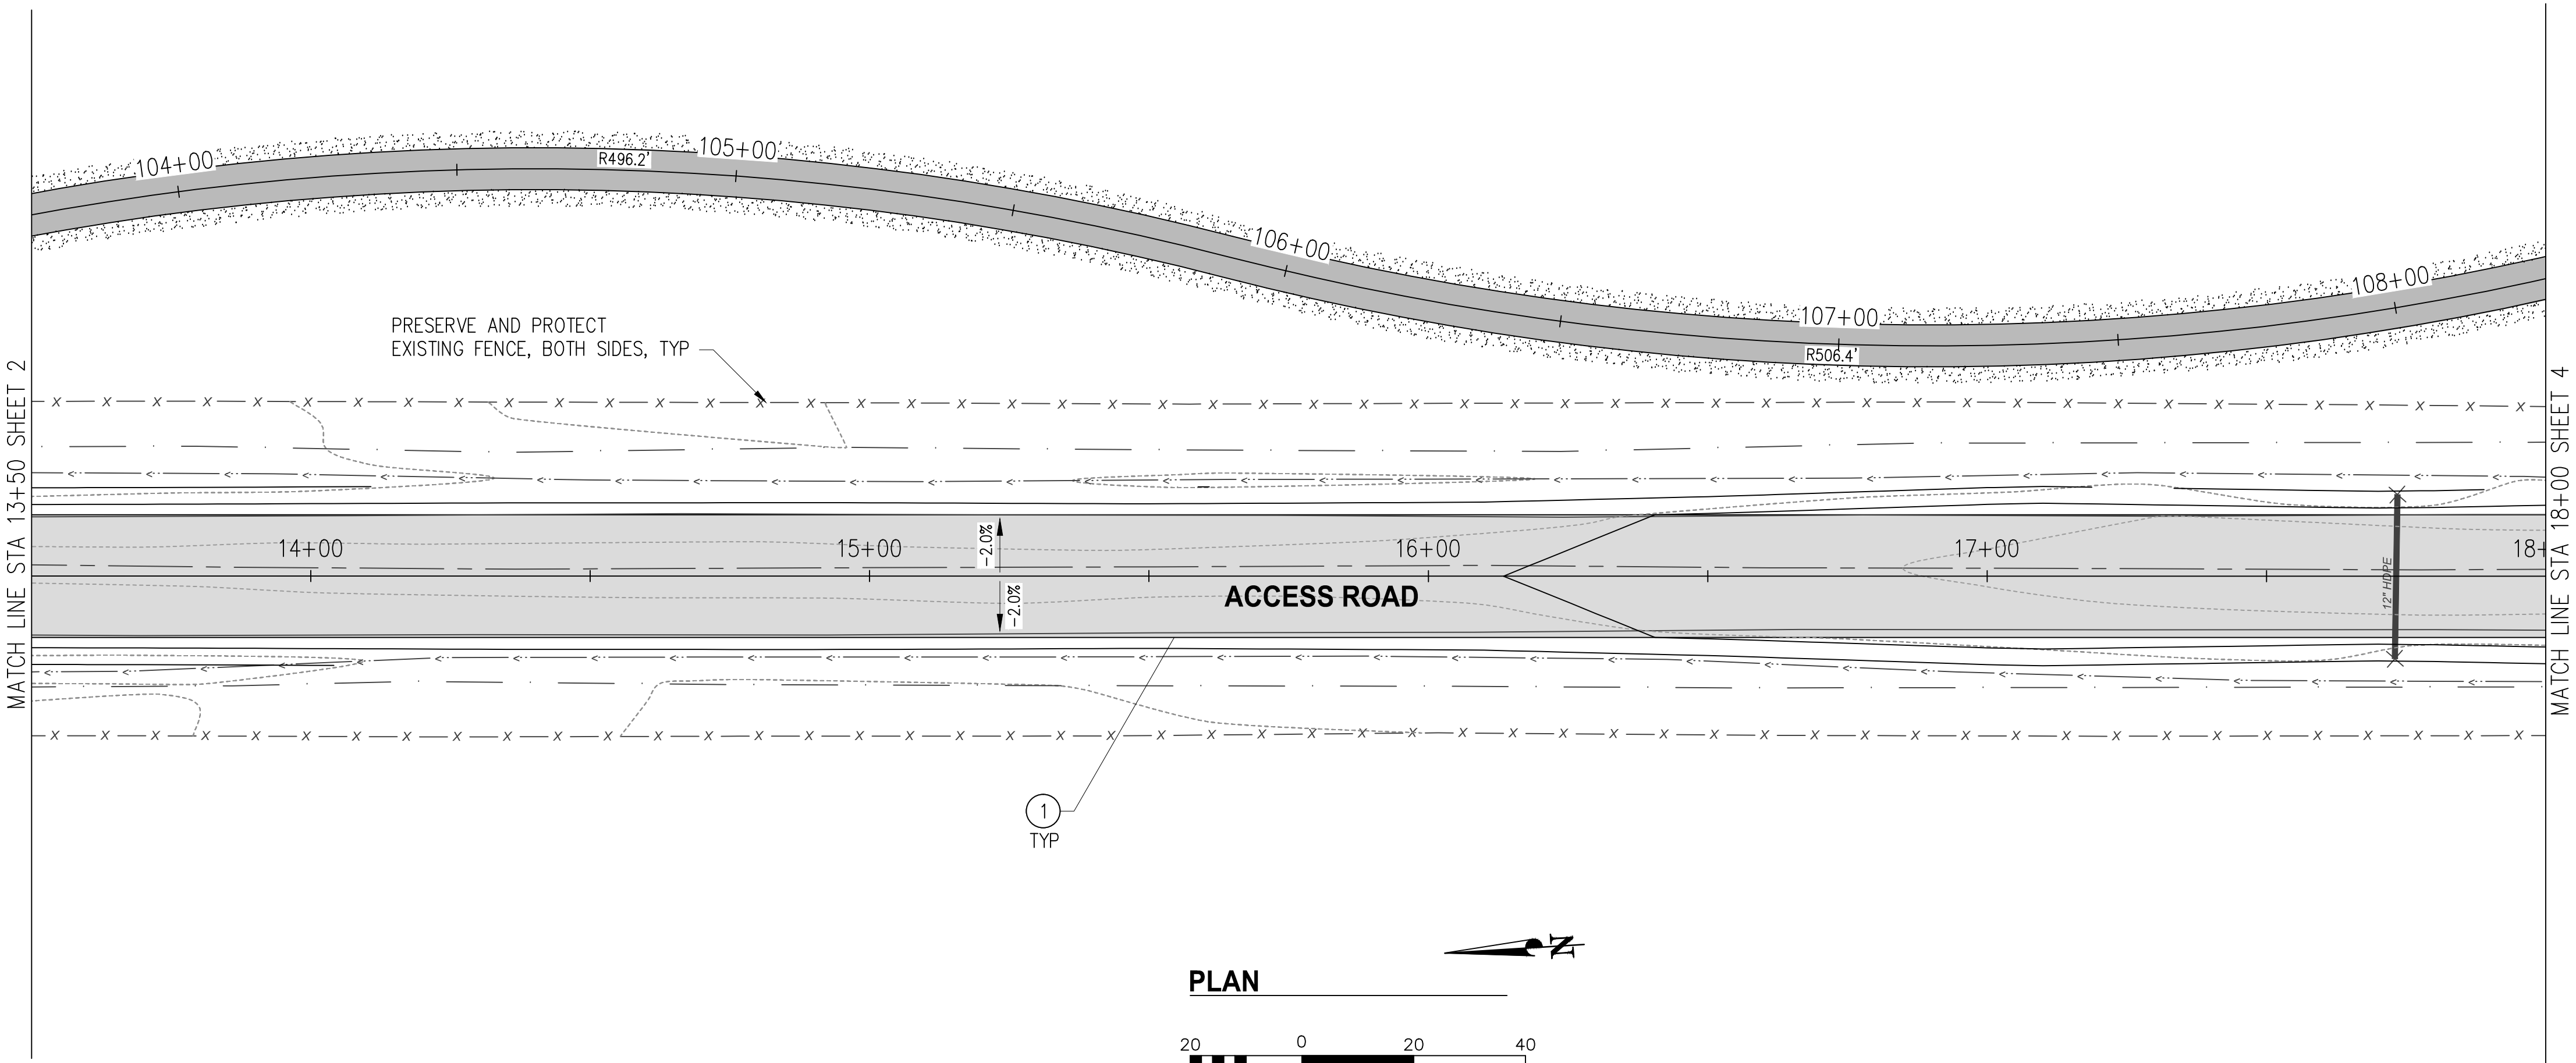 104+00
R496.2'
105+00
106+00
107+00
R506.4'
108+00
PRESERVE AND PROTECT
EXISTING FENCE, BOTH SIDES, TYP
MATCH LINE STA 13+50 SHEET 2
MATCH LINE STA 18+00 SHEET 4
X X X X X X X X X X X X X X X X X X X X X X X X X X X X X X X X X X X X X X X X X X X X X X X X X X
14+00
15+00
-2.0%
16+00
17+00
18+
-2.0%
ACCESS ROAD
12" HDPE
X X X X X X X X X X X X X X X X X X X X X X X X X X X X X X X X X X X X X X X X X X X X X X X X X X
1
TYP
N
PLAN
20 0 20 40